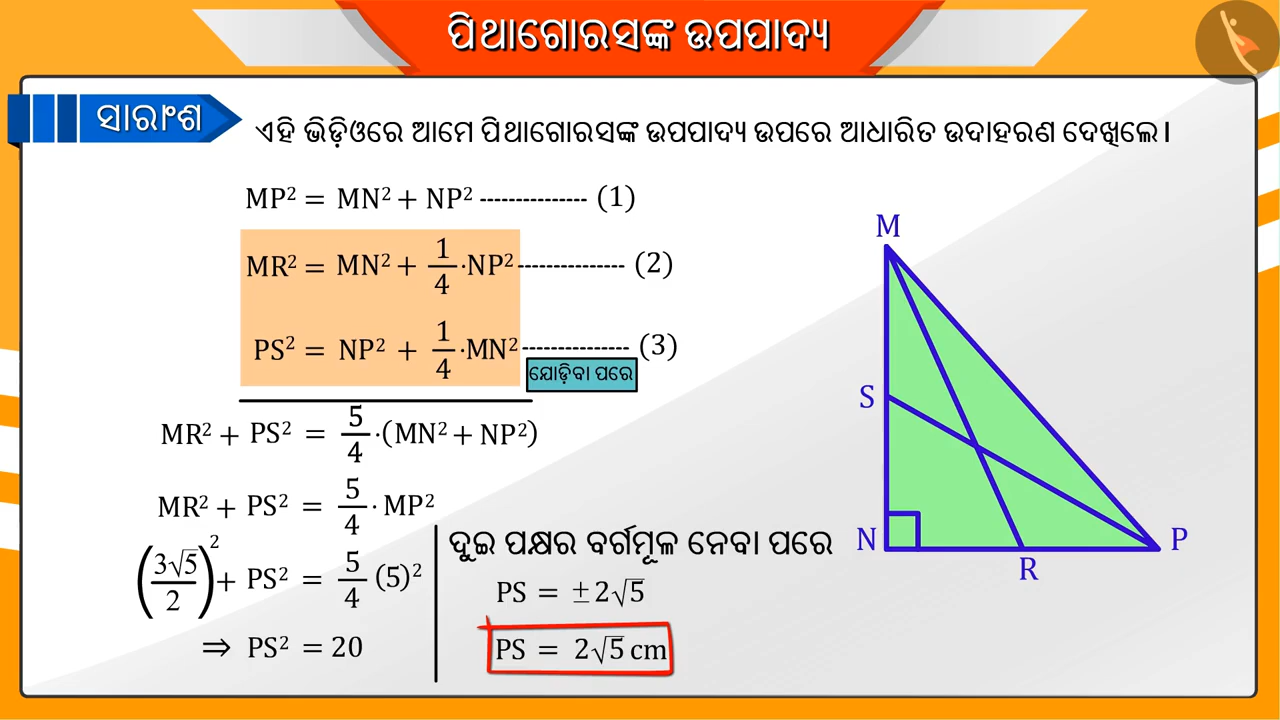 ପିଥାଗୋରସଙ୍କ ଉପପାଦ୍ୟ
ସାରାଂଶ
ଏହି ଭିଡ଼ିଓରେ ଆମେ ପିଥାଗୋରସଙ୍କ ଉପପାଦ୍ୟ ଉପରେ ଆଧାରିତ ଉଦାହରଣ ଦେଖିଲେ।
MP² = MN² + NP² --------------- (1)
MR² = MN² + 1/4 ·NP² --------------- (2)
PS² = NP² + 1/4 ·MN² --------------- (3)
ଯୋଡ଼ିବା ପରେ
MR² + PS² = 5/4 ·(MN² + NP²)
MR² + PS² = 5/4 · MP²
(3√5/2)² + PS² = 5/4 (5)²
⇒ PS² = 20
ଦୁଇ ପକ୍ଷର ବର୍ଗମୂଳ ନେବା ପରେ
PS = ± 2√5
PS = 2√5 cm
M
S
N
R
P